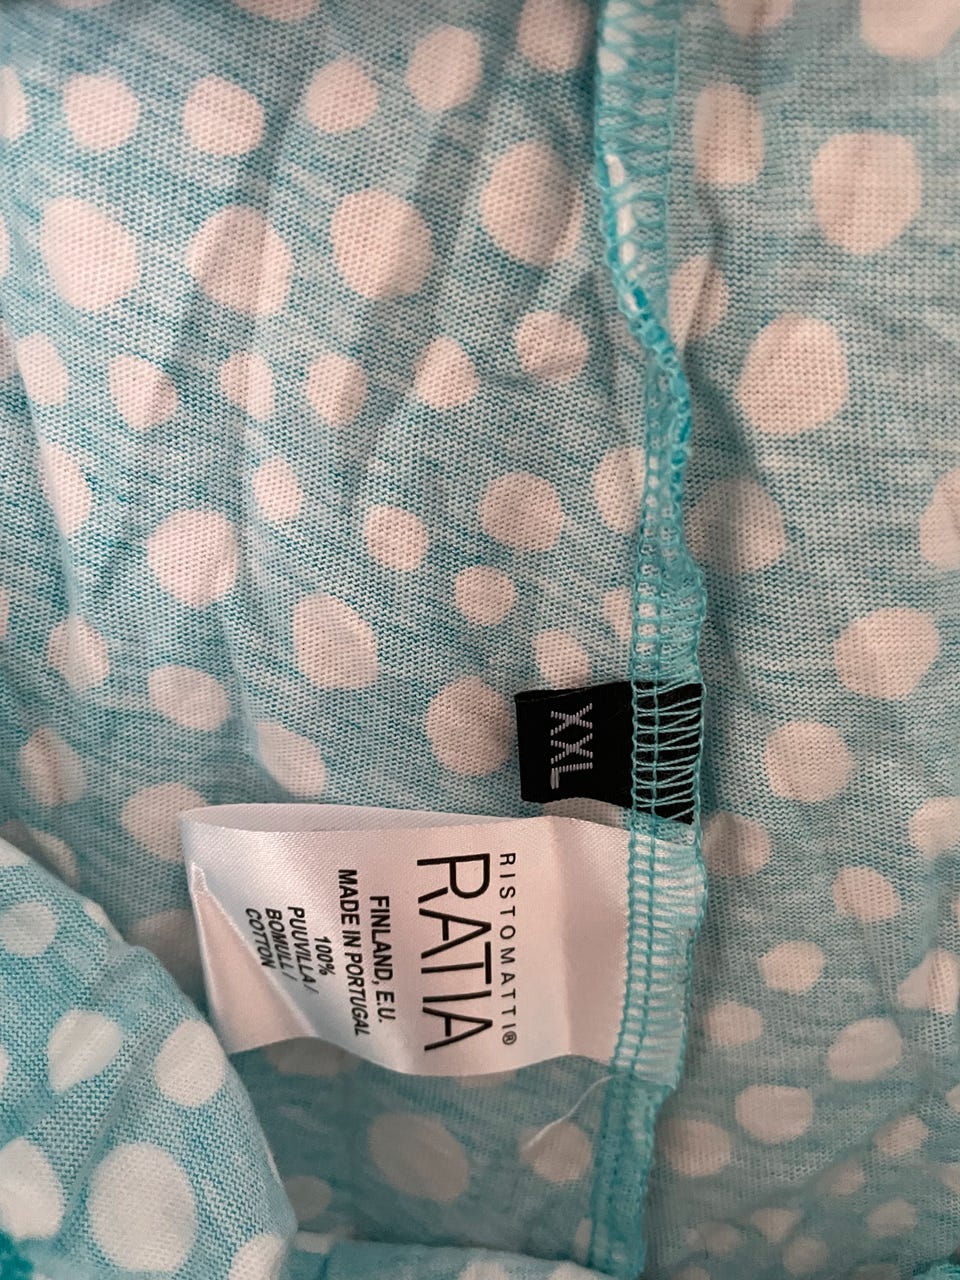 XXL
RISTOMATTI®
RATIA
FINLAND, E.U.
MADE IN PORTUGAL
100%
PUUVILLA /
BOMULL /
COTTON